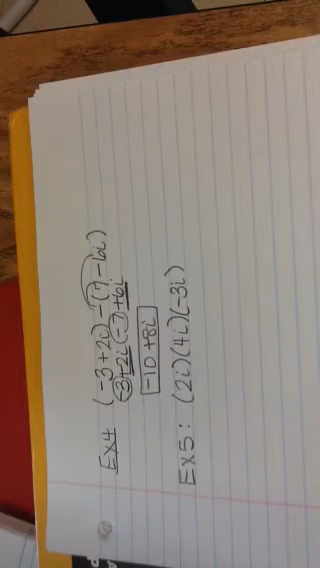 Ex4 (-3+2i)-(7-6i)
-3+2i-7+6i
-10+8i
Ex5: (2i)(4i)(-3i)